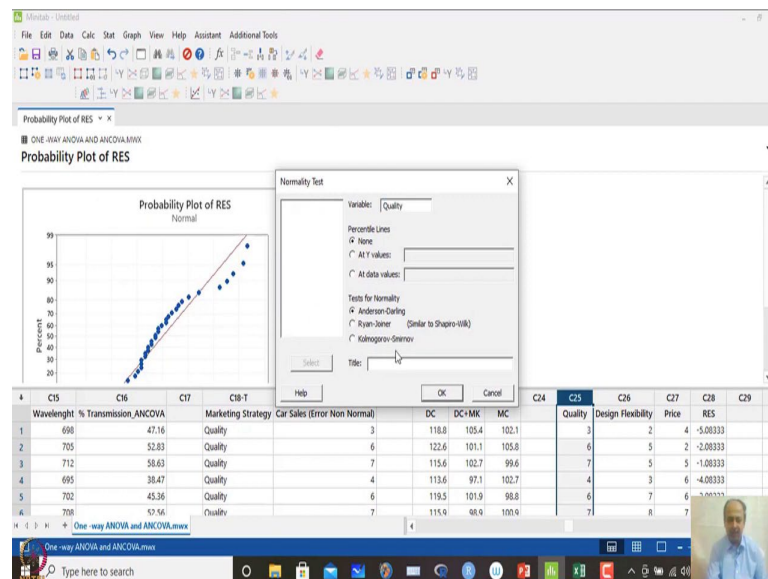 Minitab - Untitled
File Edit Data Calc Stat Graph View Help Assistant Additional Tools
Probability Plot of RES
ONE -WAY ANOVA AND ANCOVA.MWX
Probability Plot of RES
Probability Plot of RES
Normal
Percent
99
95
90
80
70
60
50
40
30
20
Normality Test
Variable: Quality
Percentile Lines
None
At Y values:
At data values:
Tests for Normality
Anderson-Darling
Ryan-Joiner (Similar to Shapiro-Wilk)
Kolmogorov-Smirnov
Select
Title:
Help OK Cancel
C15 C16 C17 C18-T C24 C25 C26 C27 C28 C29
Wavelenght % Transmission_ANCOVA Marketing Strategy Car Sales (Error Non Normal) DC DC+MK MC Quality Design Flexibility Price RES
1 698 47.16 Quality 3 118.8 105.4 102.1 3 2 4 -5.08333
2 705 52.83 Quality 6 122.6 101.1 105.8 6 5 2 -2.08333
3 712 58.63 Quality 7 115.6 102.7 99.6 7 5 5 -1.08333
4 695 38.47 Quality 4 113.6 97.1 102.7 4 3 6 -4.08333
5 702 45.36 Quality 6 119.5 101.9 98.8 6 7 6 -2.08333
6 708 52.56 Quality 7 115.9 98.9 100.9 7 8 7
One -way ANOVA and ANCOVA.mwx
One -way ANOVA and ANCOVA.mwx
Type here to search